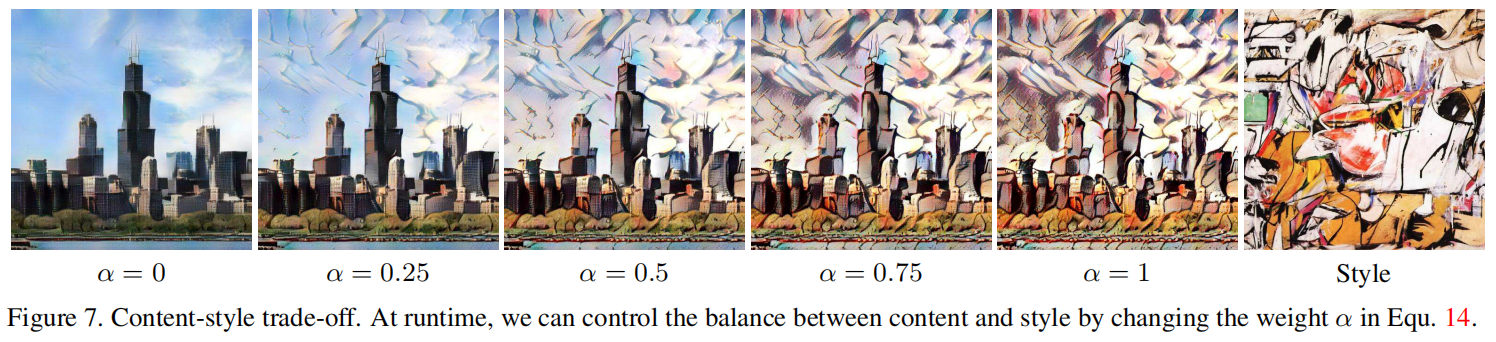 α = 0 α = 0.25 α = 0.5 α = 0.75 α = 1 Style
Figure 7. Content-style trade-off. At runtime, we can control the balance between content and style by changing the weight α in Equ. 14.